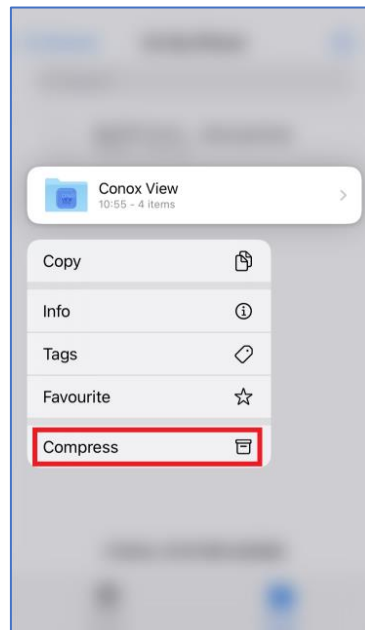 Conox View
10:55 - 4 items
Copy
Info
Tags
Favourite
Compress